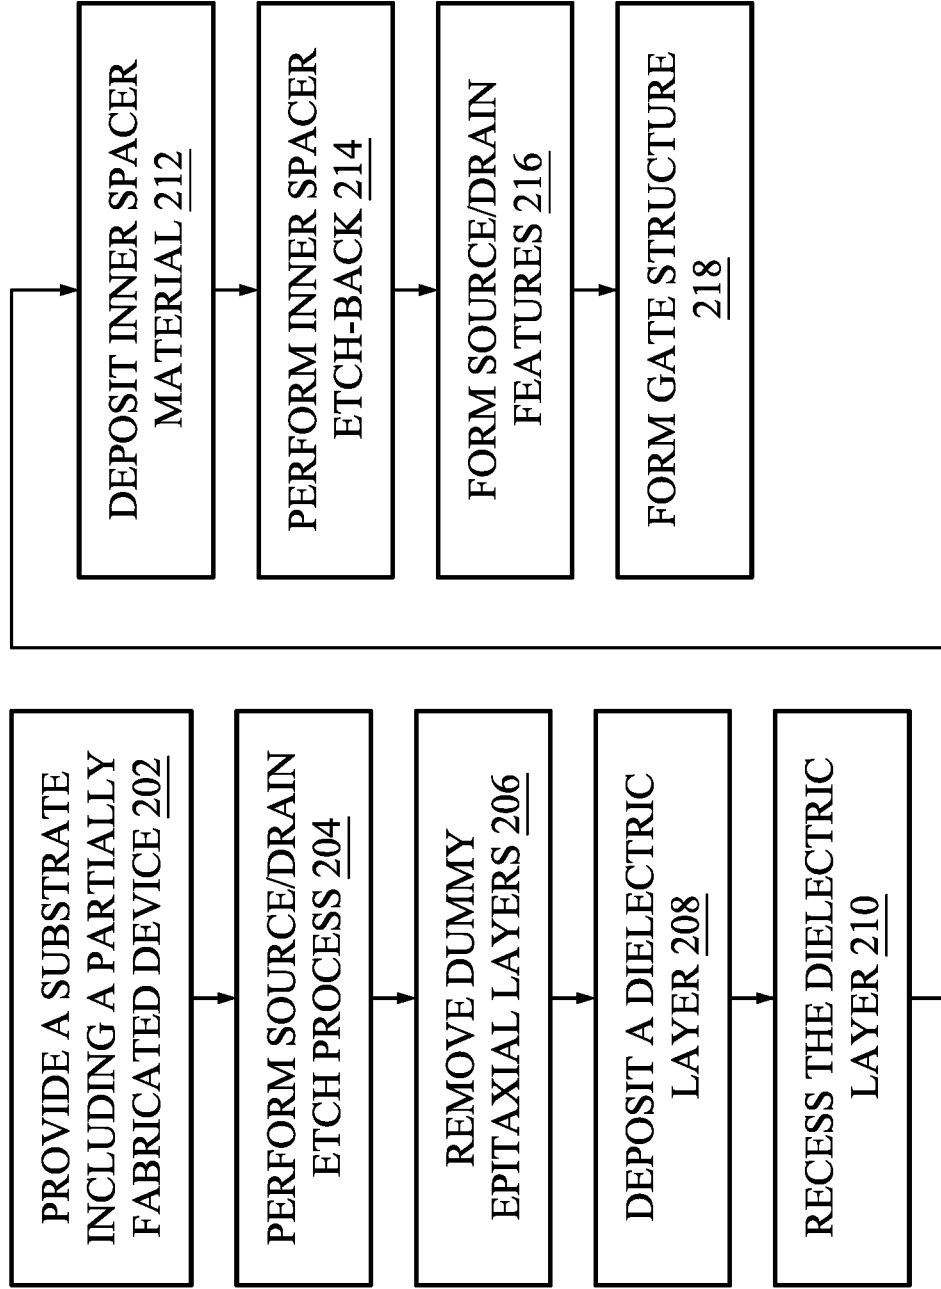 PROVIDE A SUBSTRATE
INCLUDING A PARTIALLY
FABRICATED DEVICE 202
PERFORM SOURCE/DRAIN
ETCH PROCESS 204
REMOVE DUMMY
EPITAXIAL LAYERS 206
DEPOSIT A DIELECTRIC
LAYER 208
RECESS THE DIELECTRIC
LAYER 210
DEPOSIT INNER SPACER
MATERIAL 212
PERFORM INNER SPACER
ETCH-BACK 214
FORM SOURCE/DRAIN
FEATURES 216
FORM GATE STRUCTURE
218